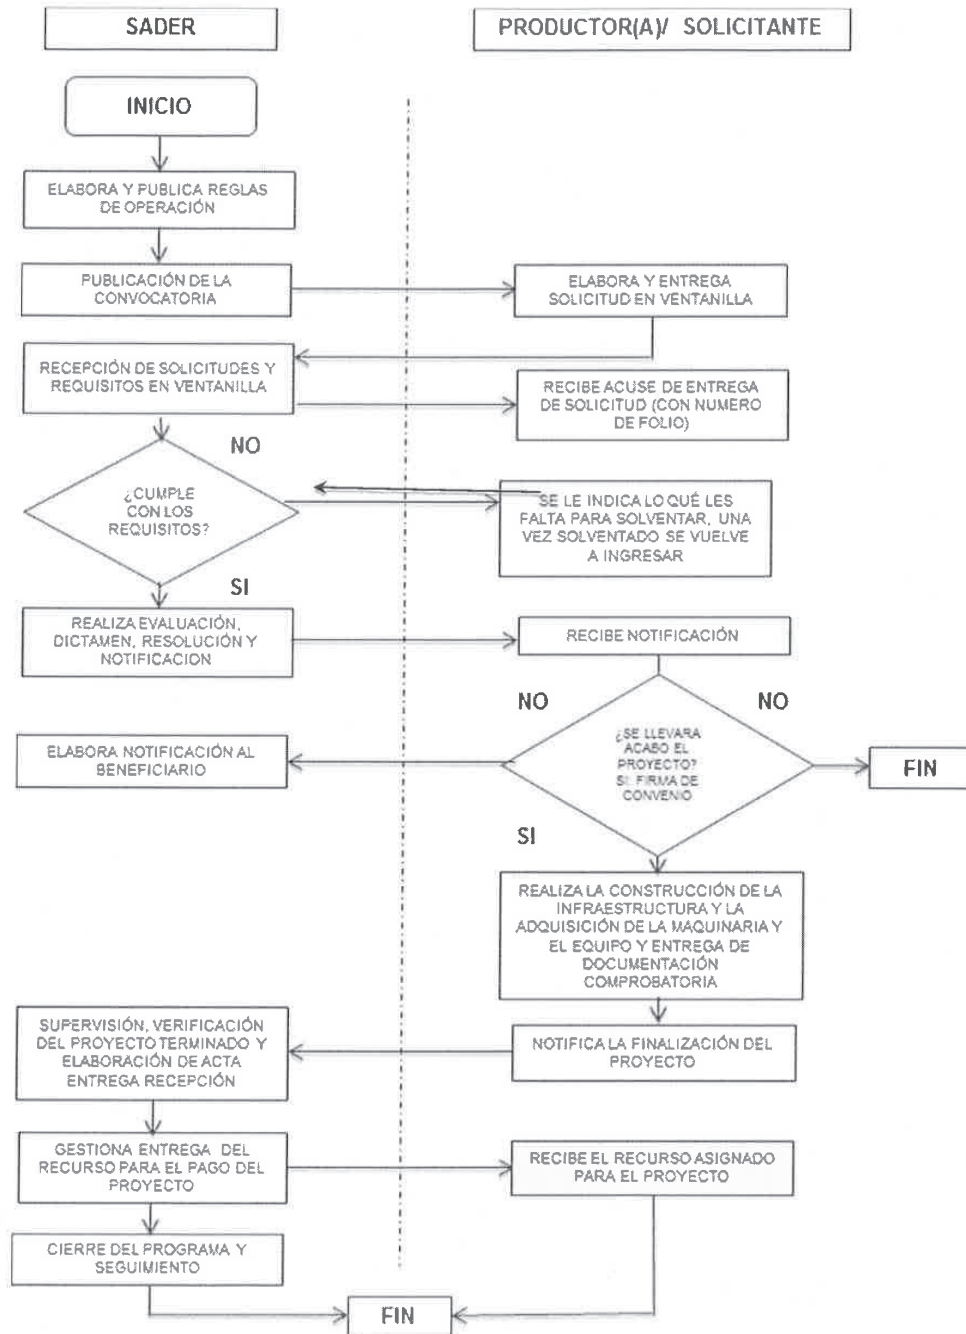 SADER
PRODUCTOR(A)/ SOLICITANTE
INICIO
ELABORA Y PUBLICA REGLAS
DE OPERACIÓN
PUBLICACIÓN DE LA
CONVOCATORIA
ELABORA Y ENTREGA
SOLICITUD EN VENTANILLA
RECEPCIÓN DE SOLICITUDES Y
REQUISITOS EN VENTANILLA
RECIBE ACUSE DE ENTREGA
DE SOLICITUD (CON NUMERO
DE FOLIO)
NO
¿CUMPLE
CON LOS
REQUISITOS?
SE LE INDICA LO QUÉ LES
FALTA PARA SOLVENTAR, UNA
VEZ SOLVENTADO SE VUELVE
A INGRESAR
SI
REALIZA EVALUACIÓN,
DICTAMEN, RESOLUCIÓN Y
NOTIFICACION
RECIBE NOTIFICACIÓN
NO
NO
¿SE LLEVARA
ACABO EL
PROYECTO?
SI: FIRMA DE
CONVENIO
ELABORA NOTIFICACIÓN AL
BENEFICIARIO
FIN
SI
REALIZA LA CONSTRUCCIÓN DE LA
INFRAESTRUCTURA Y LA
ADQUISICIÓN DE LA MAQUINARIA Y
EL EQUIPO Y ENTREGA DE
DOCUMENTACIÓN
COMPROBATORIA
SUPERVISIÓN, VERIFICACIÓN
DEL PROYECTO TERMINADO Y
ELABORACIÓN DE ACTA
ENTREGA RECEPCIÓN
NOTIFICA LA FINALIZACIÓN DEL
PROYECTO
GESTIONA ENTREGA DEL
RECURSO PARA EL PAGO DEL
PROYECTO
RECIBE EL RECURSO ASIGNADO
PARA EL PROYECTO
CIERRE DEL PROGRAMA Y
SEGUIMIENTO
FIN